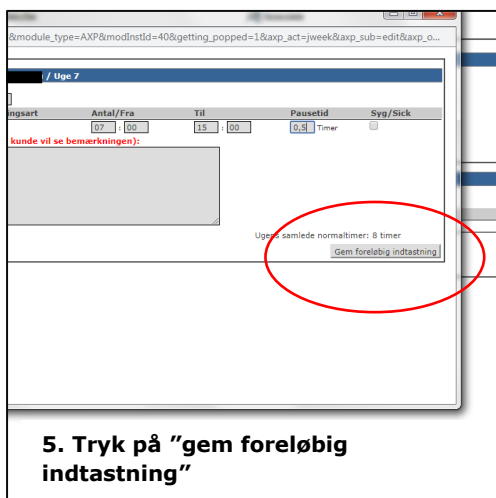 &module_type=AXP&modInstId=40&getting_popped=1&axp_act=jweek&axp_sub=edit&axp_o...
/ Uge 7
ingsart Antal/Fra Til Pausetid Syg/Sick
07 : 00 15 : 00 0,5 Timer
kunde vil se bemærkningen):
Ugens samlede normaltimer: 8 timer
Gem foreløbig indtastning
5. Tryk på ”gem foreløbig
indtastning”